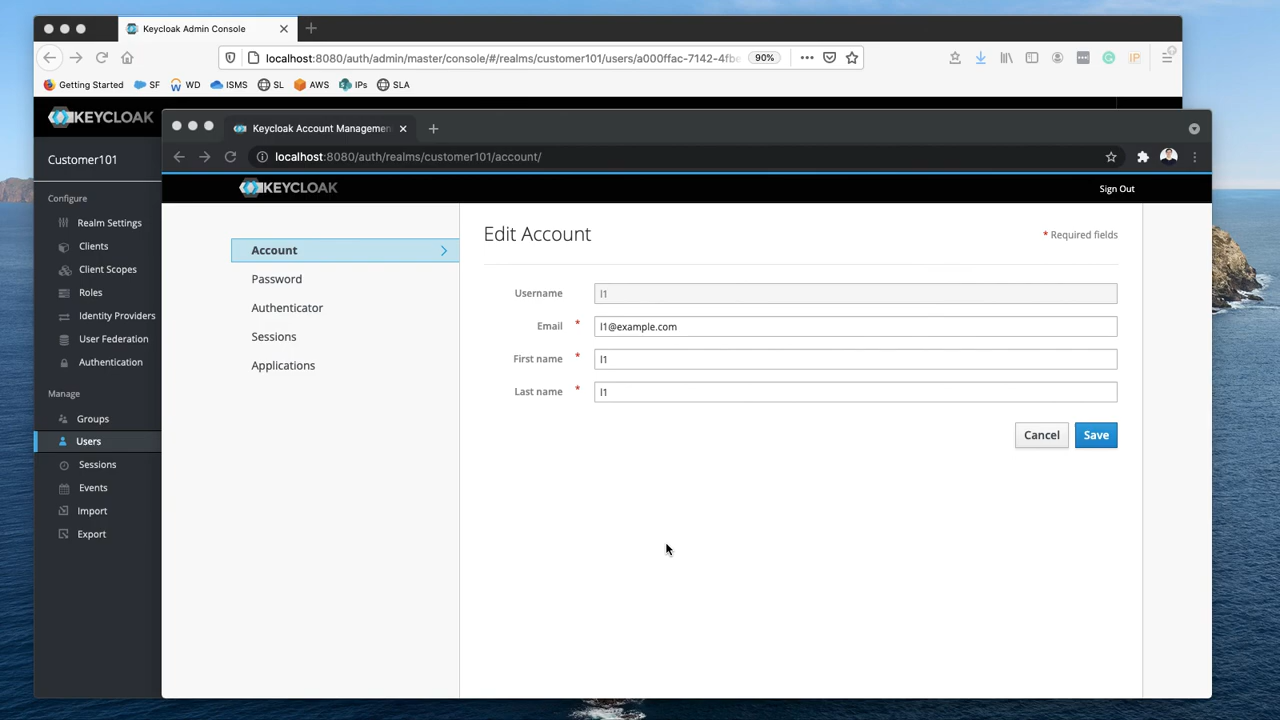 Keycloak Admin Console
localhost:8080/auth/admin/master/console/#/realms/customer101/users/a000ffac-7142-4fbe
90%
Getting Started SF WD ISMS SL AWS IPs SLA
KEYCLOAK
Customer101
Configure
Realm Settings
Clients
Client Scopes
Roles
Identity Providers
User Federation
Authentication
Manage
Groups
Users
Sessions
Events
Import
Export
Keycloak Account Managemen
localhost:8080/auth/realms/customer101/account/
KEYCLOAK
Sign Out
Account
Password
Authenticator
Sessions
Applications
Edit Account
* Required fields
Username l1
Email * l1@example.com
First name * l1
Last name * l1
Cancel Save